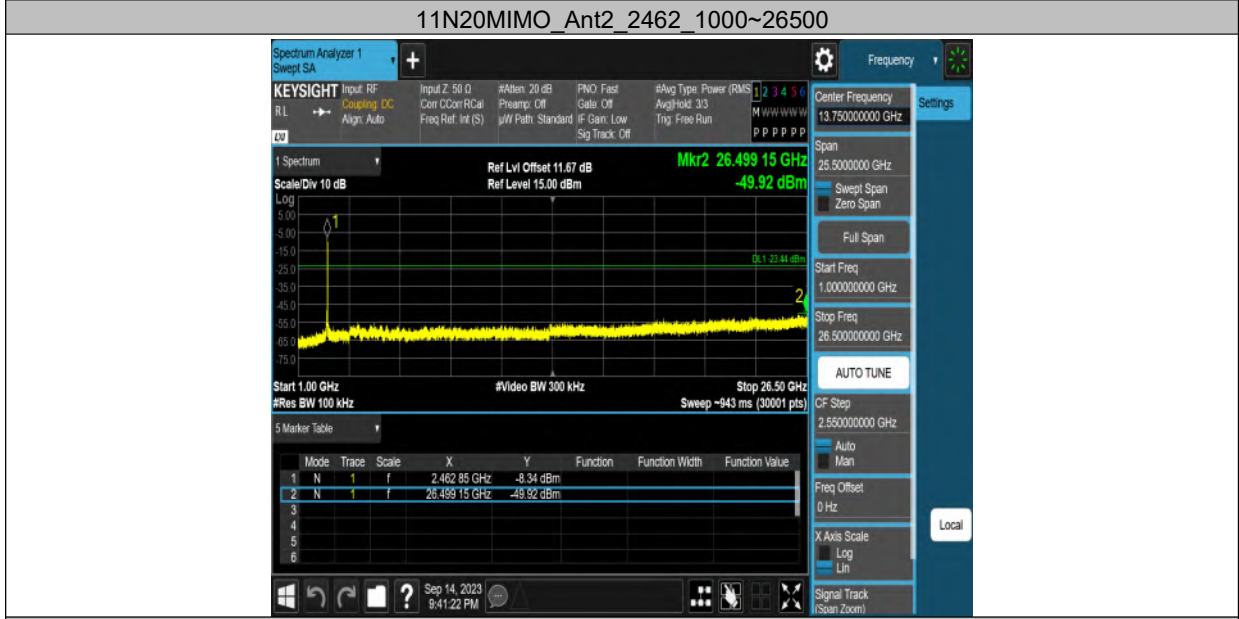 11N20MIMO_Ant2_2462_1000~26500
Spectrum Analyzer 1
Swept SA
+
Frequency
KEYSIGHT
Input: RF
Input Z: 50 Ω
#Atten: 20 dB
PNO: Fast
#Avg Type: Power (RMS
1 2 3 4 5 6
RL
Coupling: DC
Corr CCorr RCal
Preamp: Off
Gate: Off
Avg|Hold: 3/3
M W W W W W
Align: Auto
Freq Ref: Int (S)
µW Path: Standard
IF Gain: Low
Trig: Free Run
Sig Track: Off
P P P P P P
LXI
Center Frequency
13.750000000 GHz
Settings
1 Spectrum
Ref Lvl Offset 11.67 dB
Mkr2 26.499 15 GHz
Scale/Div 10 dB
Ref Level 15.00 dBm
-49.92 dBm
Log
5.00
-5.00
-15.0
-25.0
-35.0
-45.0
-55.0
-65.0
-75.0
1
DL1 -23.44 dBm
2
Start 1.00 GHz
#Video BW 300 kHz
Stop 26.50 GHz
#Res BW 100 kHz
Sweep ~943 ms (30001 pts)
Span
25.5000000 GHz
Swept Span
Zero Span
Full Span
Start Freq
1.000000000 GHz
Stop Freq
26.500000000 GHz
AUTO TUNE
CF Step
2.550000000 GHz
Auto
Man
Freq Offset
0 Hz
X Axis Scale
Log
Lin
Signal Track
(Span Zoom)
Local
5 Marker Table
Mode Trace Scale X Y Function Function Width Function Value
1 N 1 f 2.462 85 GHz -8.34 dBm
2 N 1 f 26.499 15 GHz -49.92 dBm
3
4
5
6
?
Sep 14, 2023
9:41:22 PM